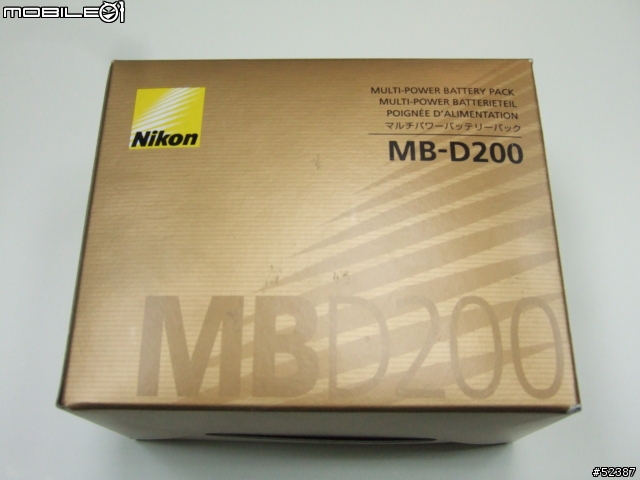 MOBILE01
Nikon
MULTI-POWER BATTERY PACK
MULTI-POWER BATTERIETEIL
POIGNÉE D'ALIMENTATION
マルチパワーバッテリーパック
MB-D200
MBD200
#52387